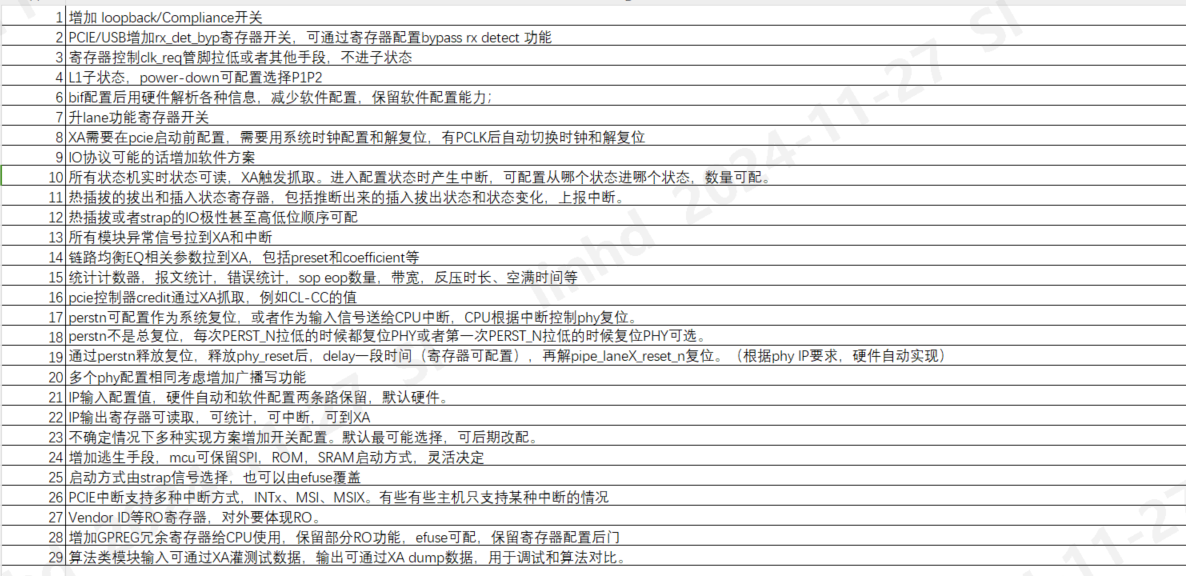 1 增加 loopback/Compliance开关
2 PCIE/USB增加rx_det_byp寄存器开关，可通过寄存器配置bypass rx detect 功能
3 寄存器控制clk_req管脚拉低或者其他手段，不进子状态
4 L1子状态，power-down可配置选择P1P2
6 bif配置后用硬件解析各种信息，减少软件配置，保留软件配置能力；
7 升lane功能寄存器开关
8 XA需要在pcie启动前配置，需要用系统时钟配置和解复位，有PCLK后自动切换时钟和解复位
9 IO协议可能的话增加软件方案
10 所有状态机实时状态可读，XA触发抓取。进入配置状态时产生中断，可配置从哪个状态进哪个状态，数量可配。
11 热插拔的拔出和插入状态寄存器，包括推断出来的插入拔出状态和状态变化，上报中断。
12 热插拔或者strap的IO极性甚至高低位顺序可配
13 所有模块异常信号拉到XA和中断
14 链路均衡EQ相关参数拉到XA，包括preset和coefficient等
15 统计计数器，报文统计，错误统计，sop eop数量，带宽，反压时长、空满时间等
16 pcie控制器credit通过XA抓取，例如CL-CC的值
17 perstn可配置作为系统复位，或者作为输入信号送给CPU中断，CPU根据中断控制phy复位。
18 perstn不是总复位，每次PERST_N拉低的时候都复位PHY或者第一次PERST_N拉低的时候复位PHY可选。
19 通过perstn释放复位，释放phy_reset后，delay一段时间（寄存器可配置），再解pipe_laneX_reset_n复位。（根据phy IP要求，硬件自动实现）
20 多个phy配置相同考虑增加广播写功能
21 IP输入配置值，硬件自动和软件配置两条路保留，默认硬件。
22 IP输出寄存器可读取，可统计，可中断，可到XA
23 不确定情况下多种实现方案增加开关配置。默认最可能选择，可后期改配。
24 增加逃生手段，mcu可保留SPI，ROM，SRAM启动方式，灵活决定
25 启动方式由strap信号选择，也可以由efuse覆盖
26 PCIE中断支持多种中断方式，INTx、MSI、MSIX。有些有些主机只支持某种中断的情况
27 Vendor ID等RO寄存器，对外要体现RO。
28 增加GPREG冗余寄存器给CPU使用，保留部分RO功能，efuse可配，保留寄存器配置后门
29 算法类模块输入可通过XA灌测试数据，输出可通过XA dump数据，用于调试和算法对比。
linhd 2024-11-27 SI